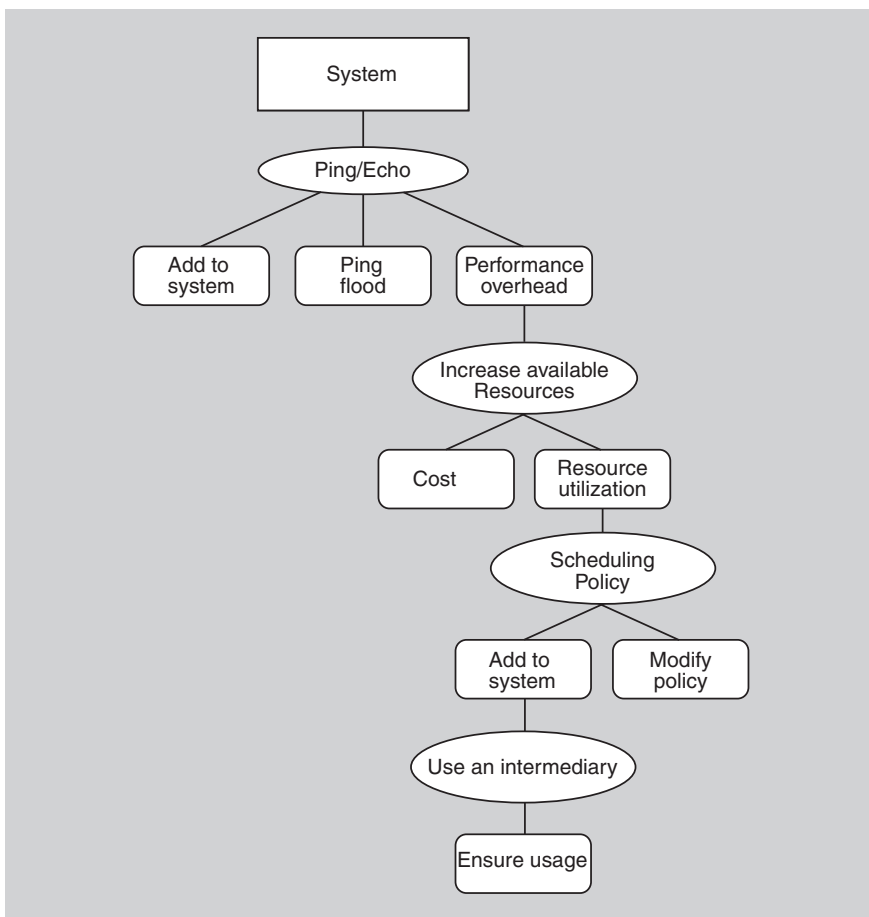 System
Ping/Echo
Add to
system
Ping
flood
Performance
overhead
Increase available
Resources
Cost
Resource
utilization
Scheduling
Policy
Add to
system
Modify
policy
Use an intermediary
Ensure usage